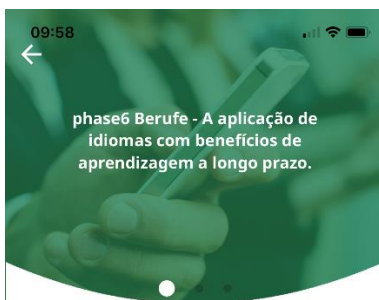 09:58
phase6 Berufe - A aplicação de
idiomas com benefícios de
aprendizagem a longo prazo.